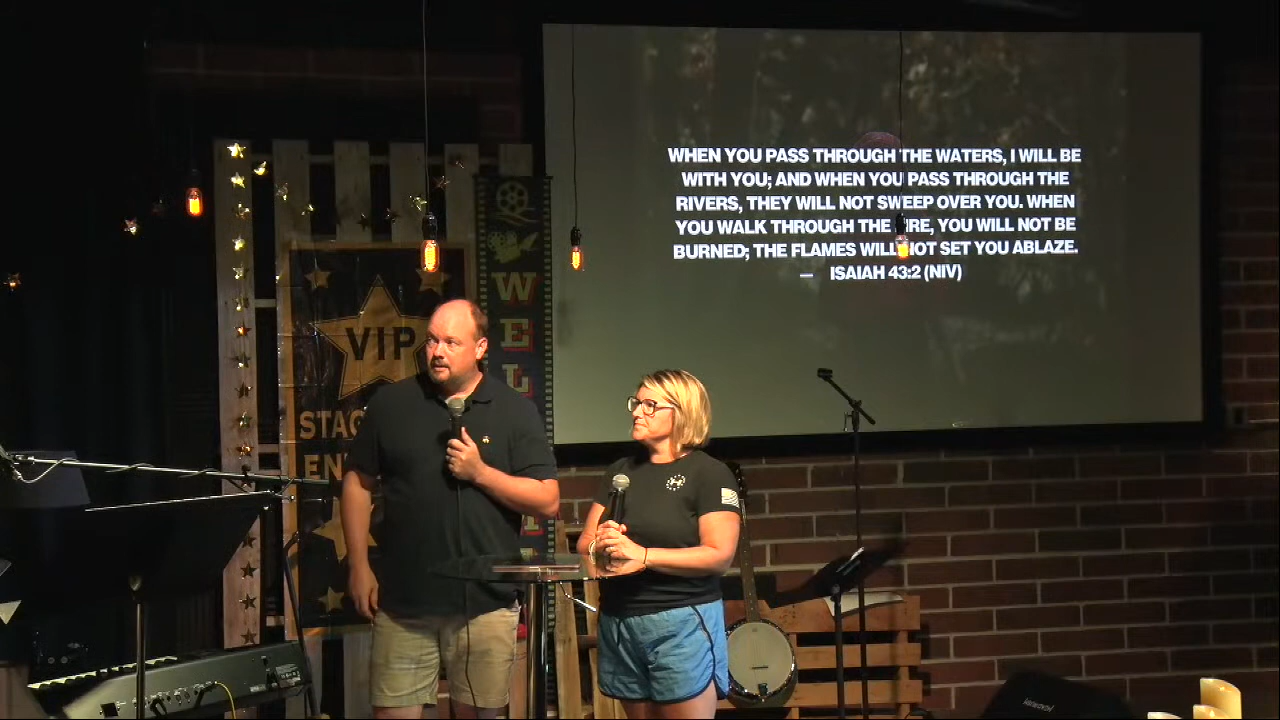 WHEN YOU PASS THROUGH THE WATERS, I WILL BE
WITH YOU; AND WHEN YOU PASS THROUGH THE
RIVERS, THEY WILL NOT SWEEP OVER YOU. WHEN
YOU WALK THROUGH THE FIRE, YOU WILL NOT BE
BURNED; THE FLAMES WILL NOT SET YOU ABLAZE.
— ISAIAH 43:2 (NIV)
VIP
STAG
EN
WEL